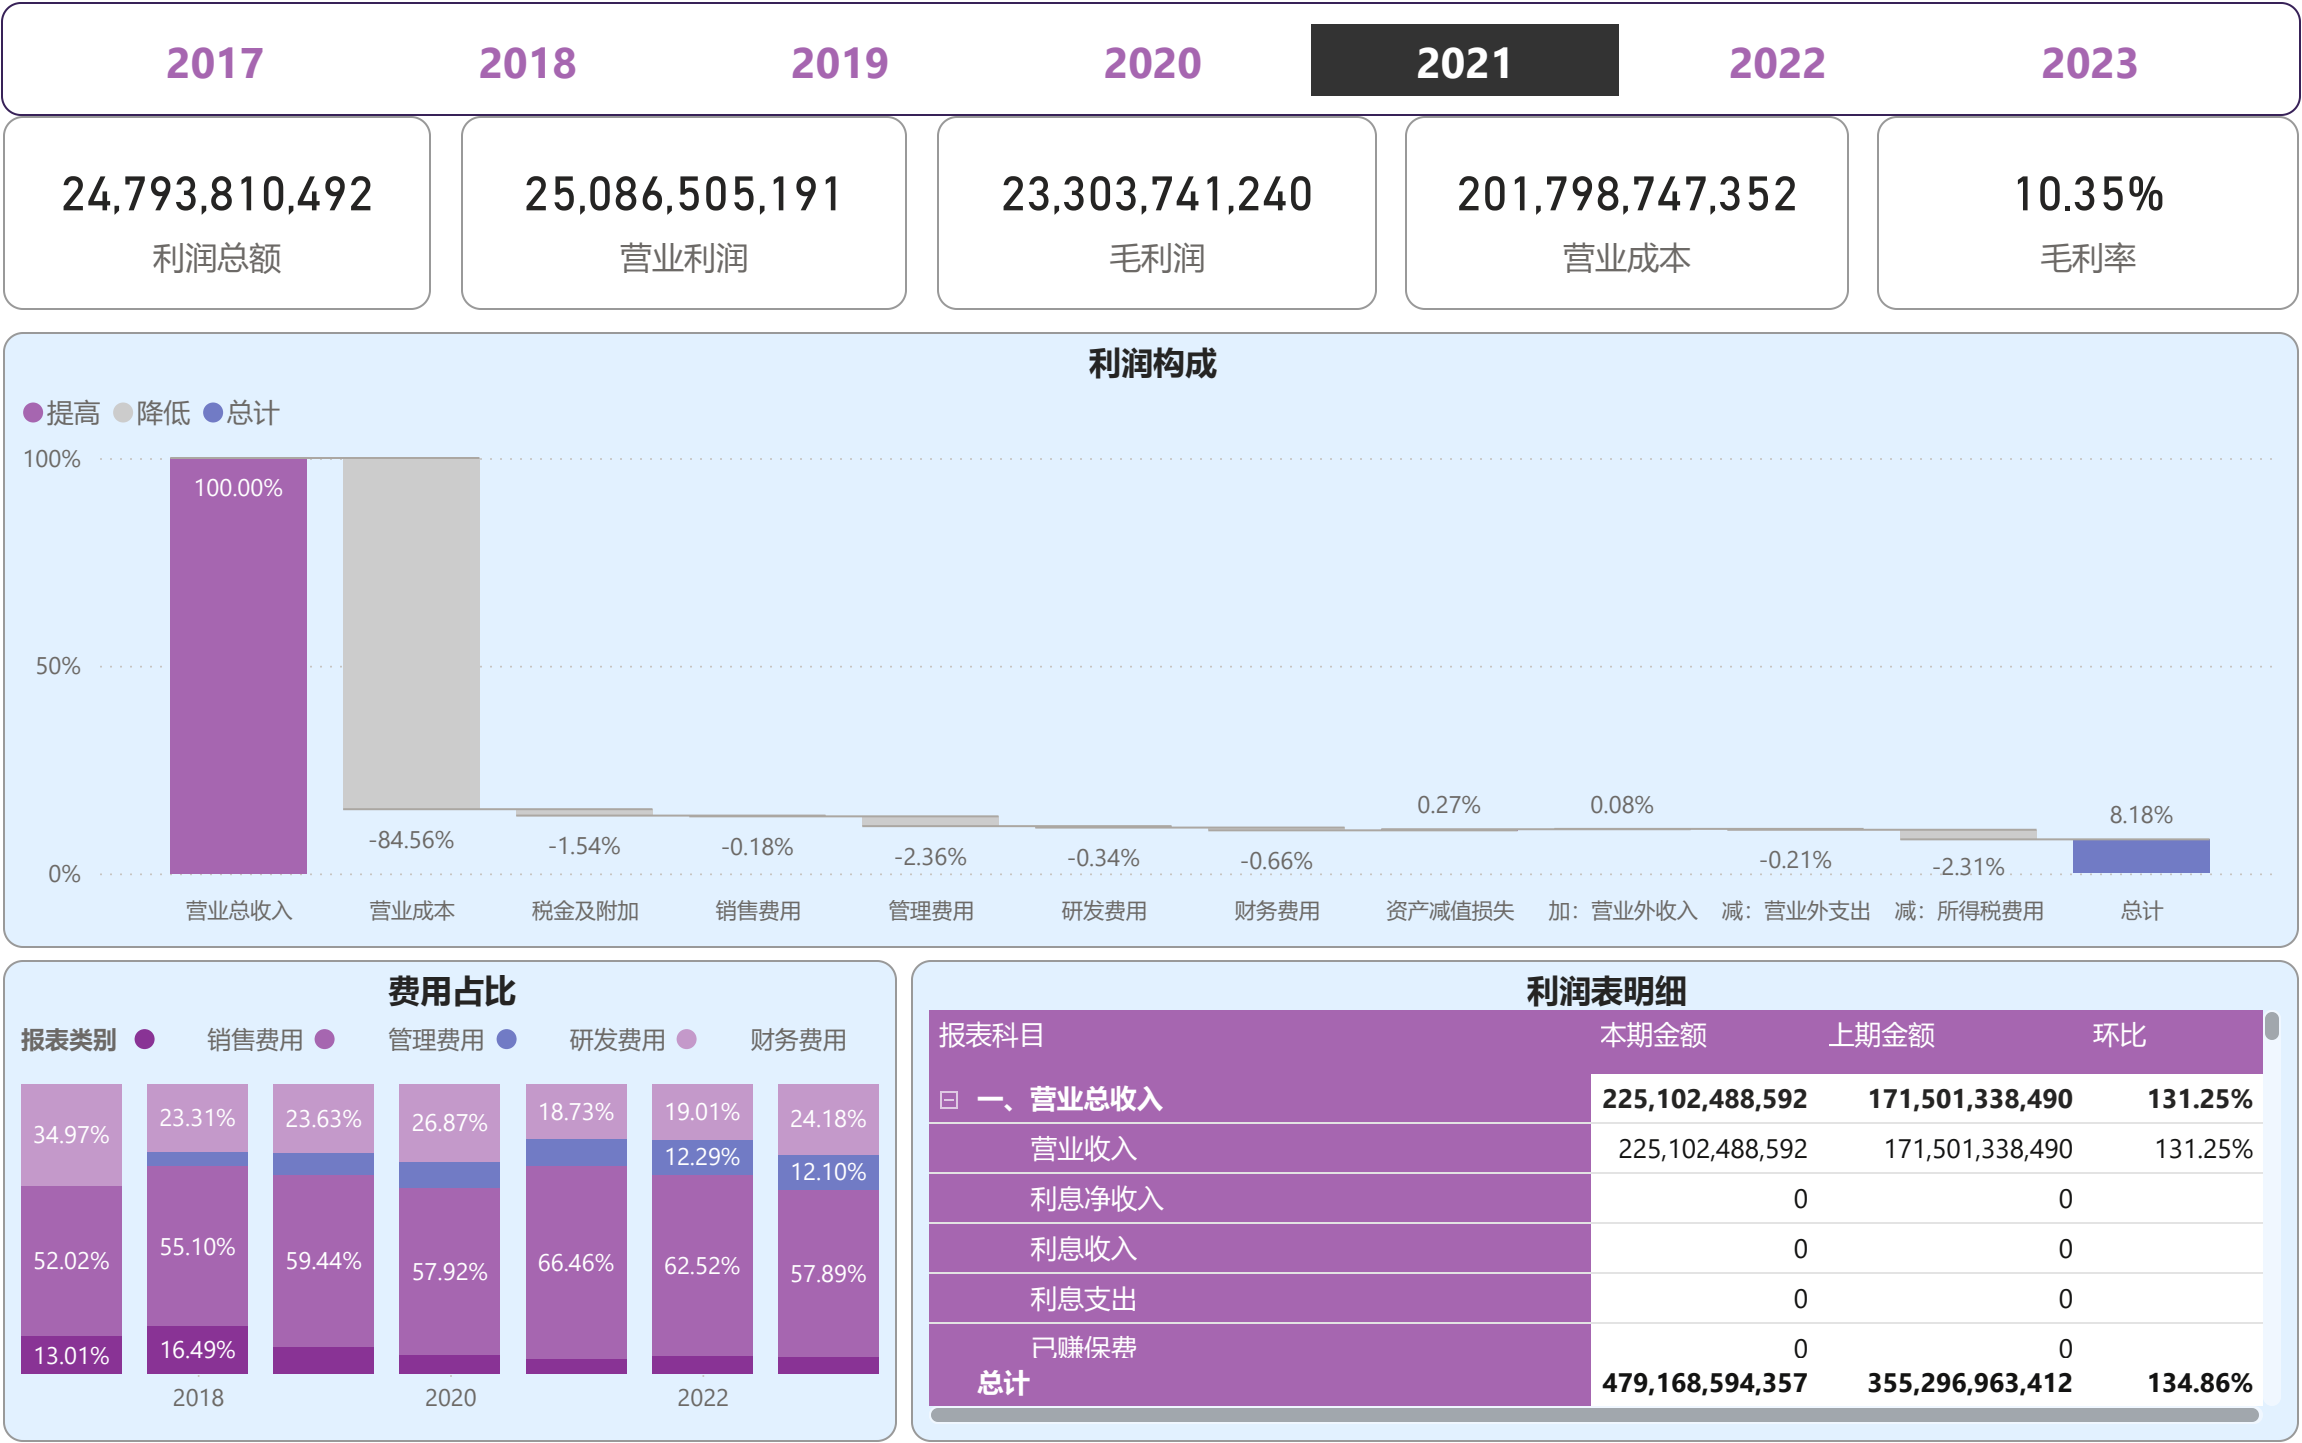 2017 2018 2019 2020 2021 2022 2023
24,793,810,492 25,086,505,191 23,303,741,240 201,798,747,352 10.35%
利润总额 营业利润 毛利润 营业成本 毛利率
利润构成
提高 降低 总计
100%
100.00%
50%
0.27% 0.08% 8.18%
-84.56% -1.54% -0.18% -2.36% -0.34% -0.66% -0.21% -2.31%
0%
营业总收入 营业成本 税金及附加 销售费用 管理费用 研发费用 财务费用 资产减值损失 加：营业外收入 减：营业外支出 减：所得税费用 总计
费用占比
报表类别 销售费用 管理费用 研发费用 财务费用
34.97% 23.31% 23.63% 26.87% 18.73% 19.01% 24.18%
12.29% 12.10%
52.02% 55.10% 59.44% 57.92% 66.46% 62.52% 57.89%
13.01% 16.49%
2018 2020 2022
利润表明细
报表科目 本期金额 上期金额 环比
一、营业总收入 225,102,488,592 171,501,338,490 131.25%
营业收入 225,102,488,592 171,501,338,490 131.25%
利息净收入 0 0
利息收入 0 0
利息支出 0 0
已赚保费 0 0
总计 479,168,594,357 355,296,963,412 134.86%